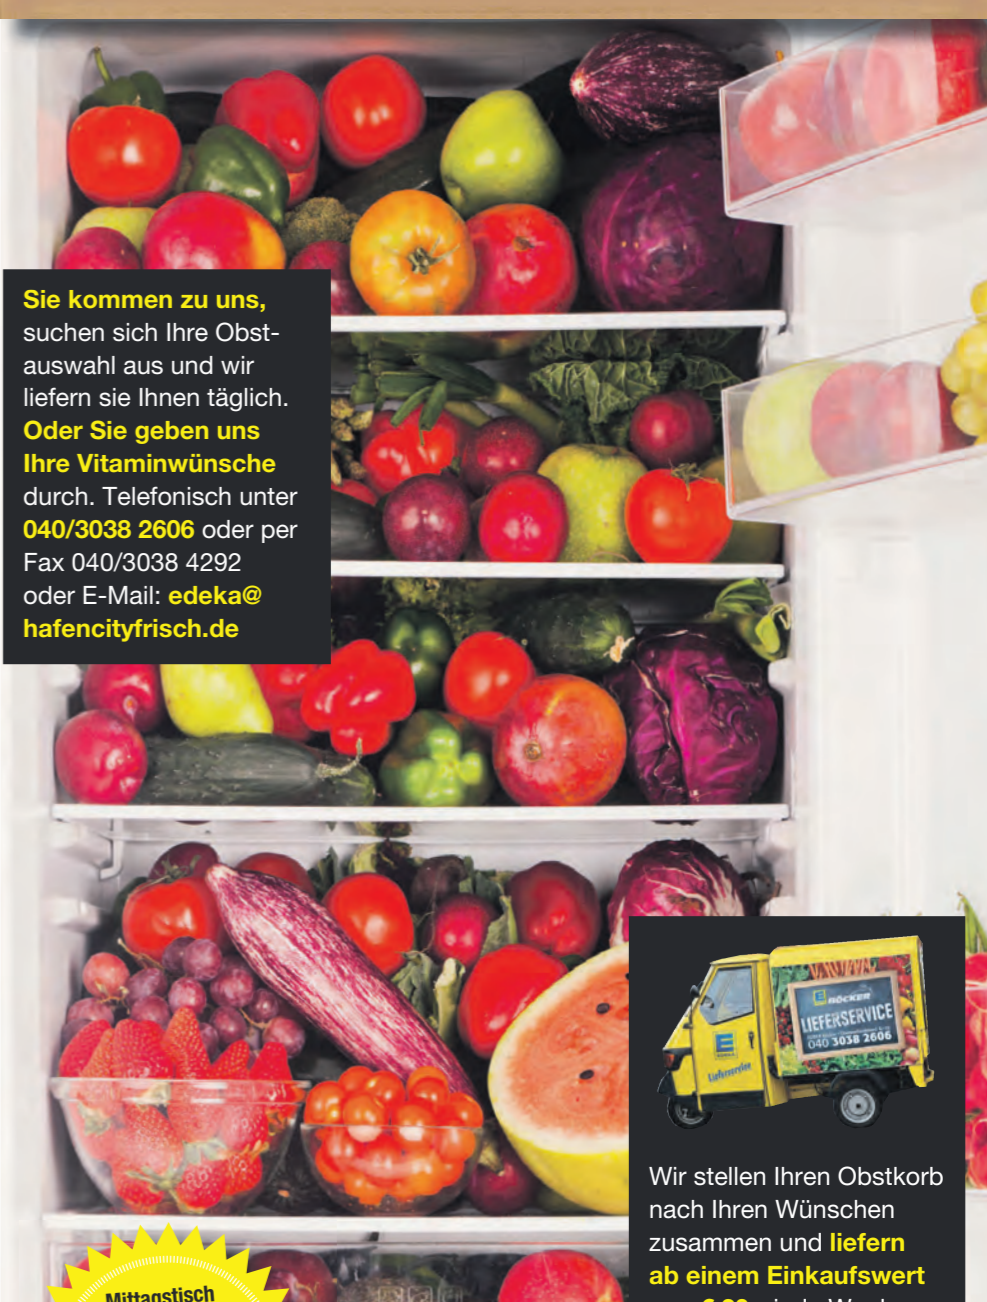 Sie kommen zu uns,
suchen sich Ihre Obst-
auswahl aus und wir
liefern sie Ihnen täglich.
Oder Sie geben uns
Ihre Vitaminwünsche
durch. Telefonisch unter
040/3038 2606 oder per
Fax 040/3038 4292
oder E-Mail: edeka@
hafencityfrisch.de
EDEKA
Lieferservice
BÖCKER
LIEFERSERVICE
040 3038 2606
Wir stellen Ihren Obstkorb
nach Ihren Wünschen
zusammen und liefern
ab einem Einkaufswert
Mittagstisch